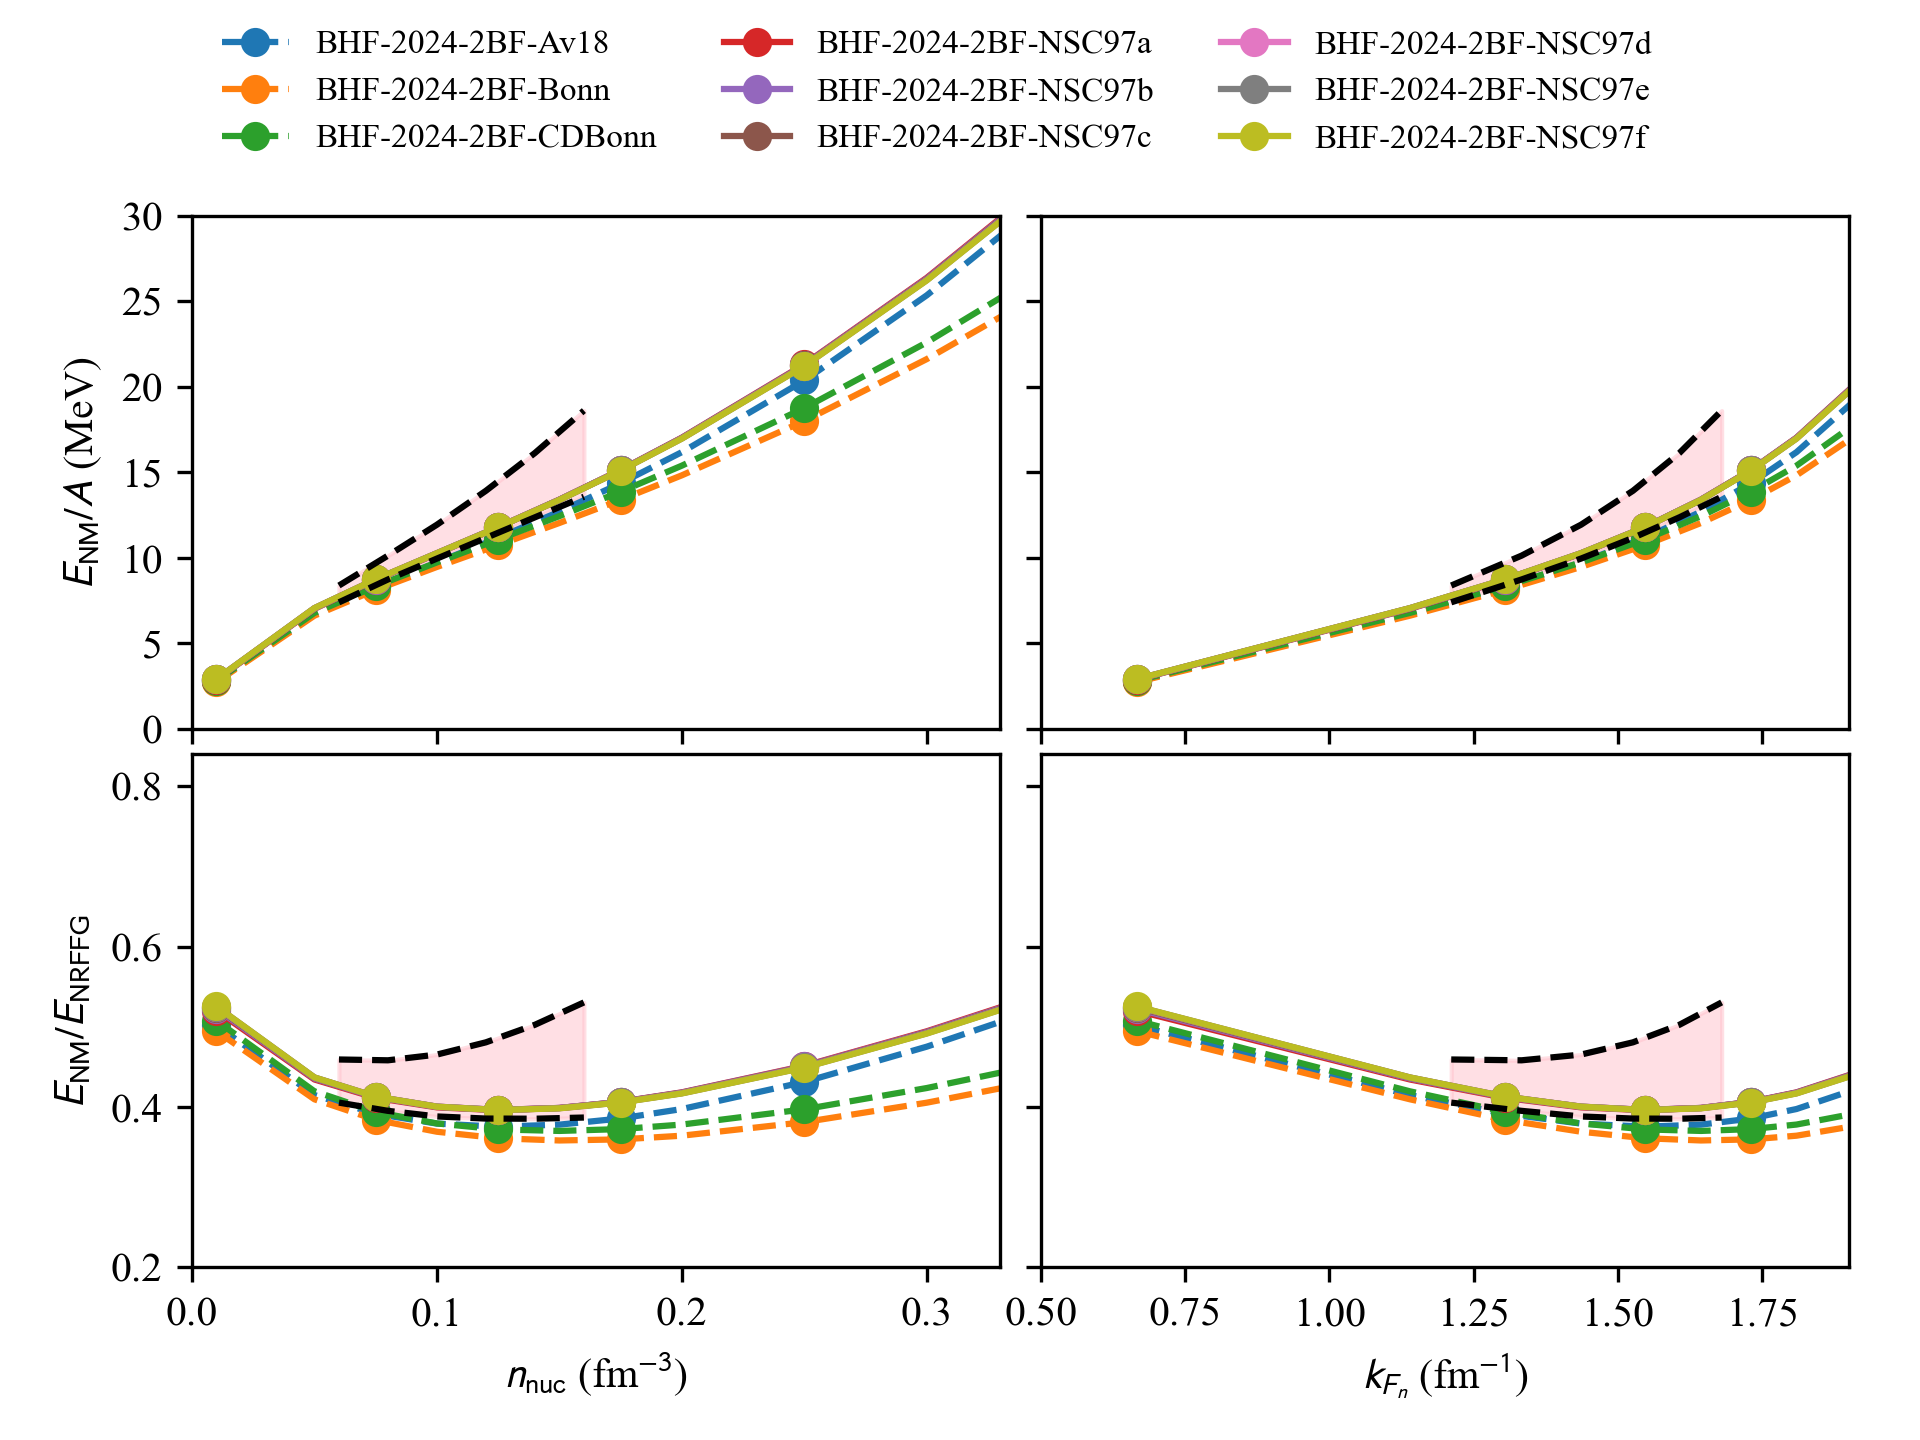 BHF-2024-2BF-Av18
BHF-2024-2BF-Bonn
BHF-2024-2BF-CDBonn
BHF-2024-2BF-NSC97a
BHF-2024-2BF-NSC97b
BHF-2024-2BF-NSC97c
BHF-2024-2BF-NSC97d
BHF-2024-2BF-NSC97e
BHF-2024-2BF-NSC97f
E_NM/A (MeV)
30
25
20
15
10
5
0
E_NM/E_NRFFG
0.8
0.6
0.4
0.2
0.0 0.1 0.2 0.3
n_nuc (fm⁻³)
0.50 0.75 1.00 1.25 1.50 1.75
k_{F_n} (fm⁻¹)